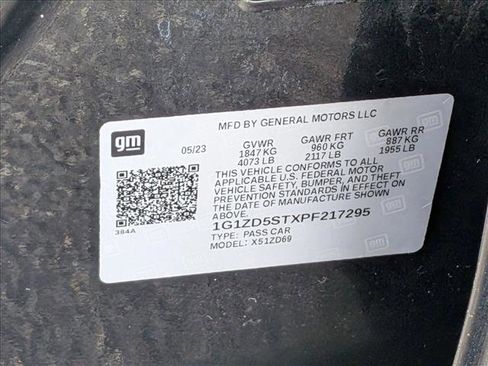 MFD BY GENERAL MOTORS LLC
gm
05/23 GVWR GAWR FRT GAWR RR
1847 KG 960 KG 887 KG
4073 LB 2117 LB 1955 LB
THIS VEHICLE CONFORMS TO ALL
APPLICABLE U.S. FEDERAL MOTOR
VEHICLE SAFETY, BUMPER, AND THEFT
PREVENTION STANDARDS IN EFFECT ON
THE DATE OF MANUFACTURE SHOWN
ABOVE.
384A
1G1ZD5STXPF217295
TYPE: PASS CAR
MODEL: X51ZD69